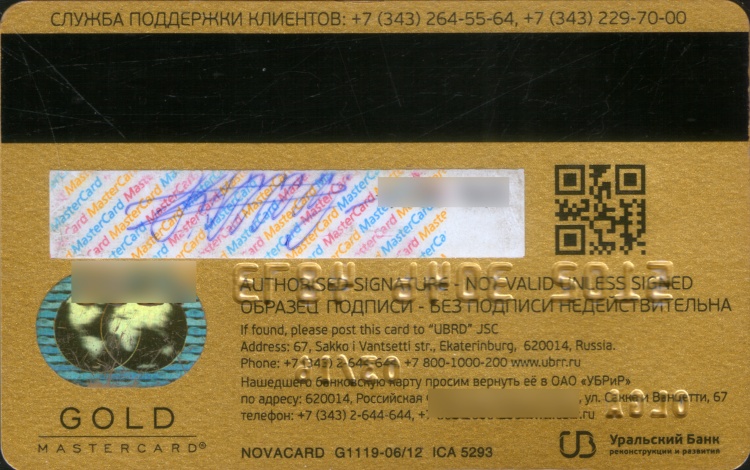 СЛУЖБА ПОДДЕРЖКИ КЛИЕНТОВ: +7 (343) 264-55-64, +7 (343) 229-70-00
MasterCard MasterCard MasterCard
AUTHORISED SIGNATURE - NOT VALID UNLESS SIGNED
ОБРАЗЕЦ ПОДПИСИ - БЕЗ ПОДПИСИ НЕДЕЙСТВИТЕЛЬНА
If found, please post this card to "UBRD" JSC
Address: 67, Sakko i Vantsetti str., Ekaterinburg, 620014, Russia.
Phone: +7 (343) 2-644-644, +7 800-1000-200 www.ubrr.ru
Нашедшего банковскую карту просим вернуть её в ОАО «УБРиР»
по адресу: 620014, Российская ул. Сакко и Ванцетти, 67
телефон: +7 (343) 2-644-644, .ru
GOLD
MASTERCARD®
NOVACARD G1119-06/12 ICA 5293
Уральский Банк
реконструкции и развития